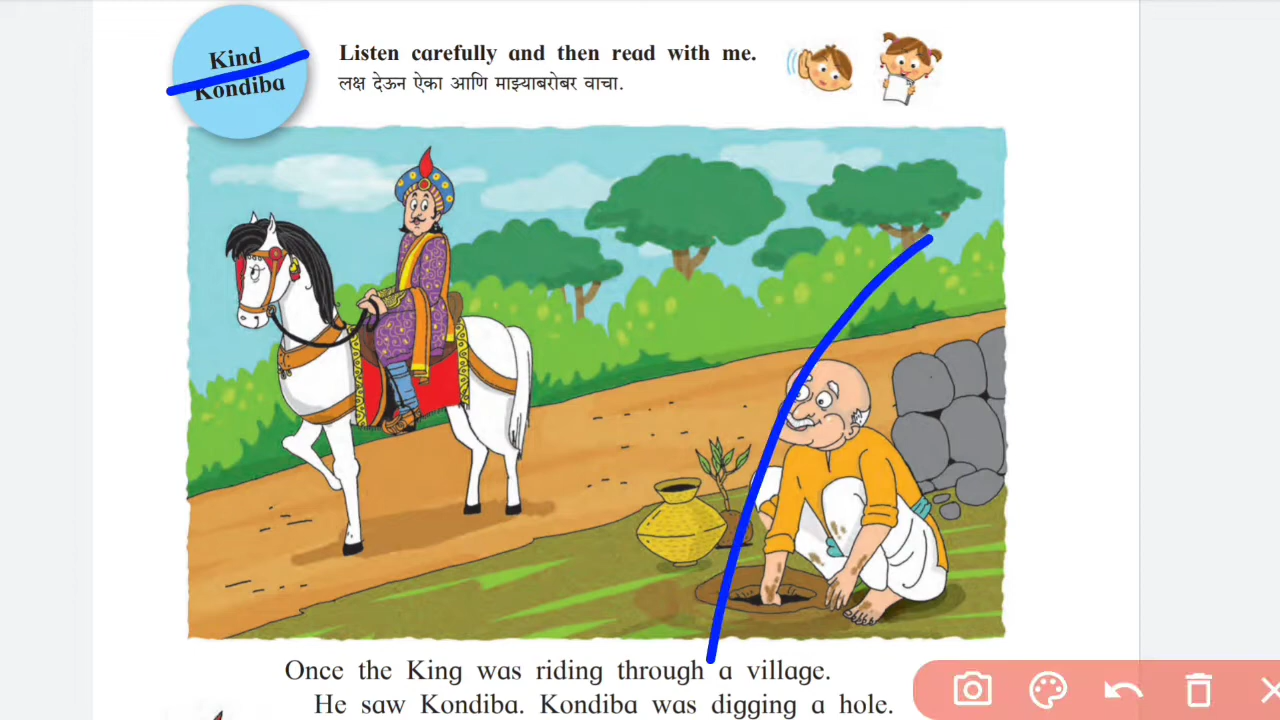 Kind
Kondiba
Listen carefully and then read with me.
लक्ष देऊन ऐका आणि माझ्याबरोबर वाचा.
Once the King was riding through a village.
He saw Kondiba. Kondiba was digging a hole.